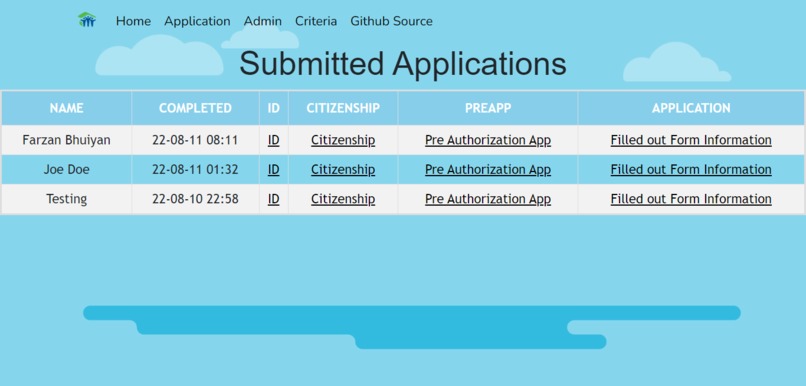 Home Application Admin Criteria Github Source
Submitted Applications
NAME COMPLETED ID CITIZENSHIP PREAPP APPLICATION
Farzan Bhuiyan 22-08-11 08:11 ID Citizenship Pre Authorization App Filled out Form Information
Joe Doe 22-08-11 01:32 ID Citizenship Pre Authorization App Filled out Form Information
Testing 22-08-10 22:58 ID Citizenship Pre Authorization App Filled out Form Information